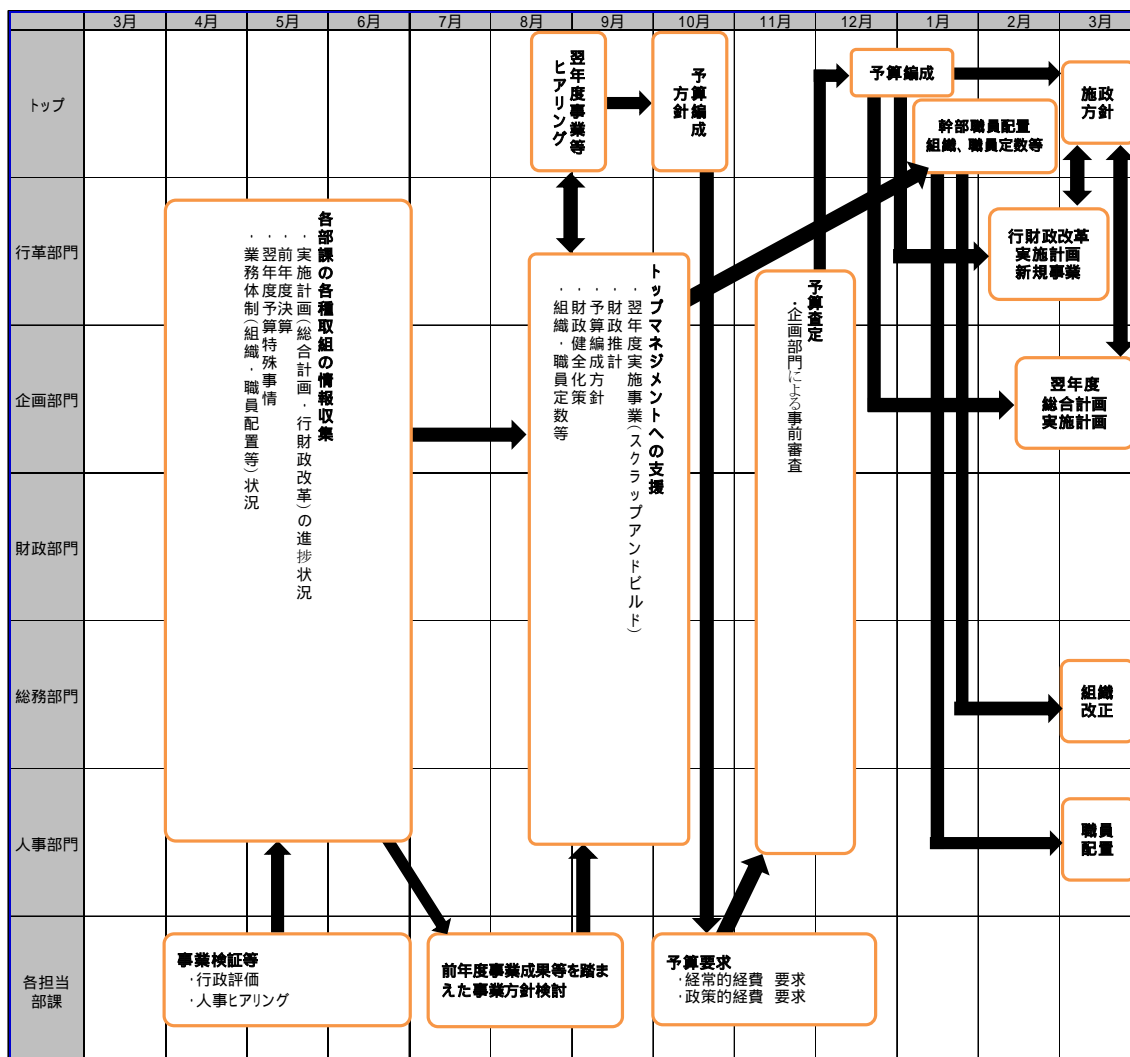 3月 4月 5月 6月 7月 8月 9月 10月 11月 12月 1月 2月 3月
トップ
翌年度事業等
ヒアリング
予算編成
方針
予算編成
幹部職員配置
組織、職員定数等
施政
方針
行革部門
各部課の各種取組の情報収集
・実施計画(総合計画・行財政改革)の進捗状況
・前年度決算
・翌年度予算特殊事情
・業務体制(組織・職員配置等)状況
トップマネジメントへの支援
・翌年度実施事業(スクラップアンドビルド)
・財政推計
・予算編成方針
・財政健全化策
・組織・職員定数等
予算査定
・企画部門による事前審査
行財政改革
実施計画
新規事業
企画部門
翌年度
総合計画
実施計画
財政部門
総務部門
組織
改正
人事部門
職員
配置
各担当
部課
事業検証等
・行政評価
・人事ヒアリング
前年度事業成果等を踏ま
えた事業方針検討
予算要求
・経常的経費 要求
・政策的経費 要求